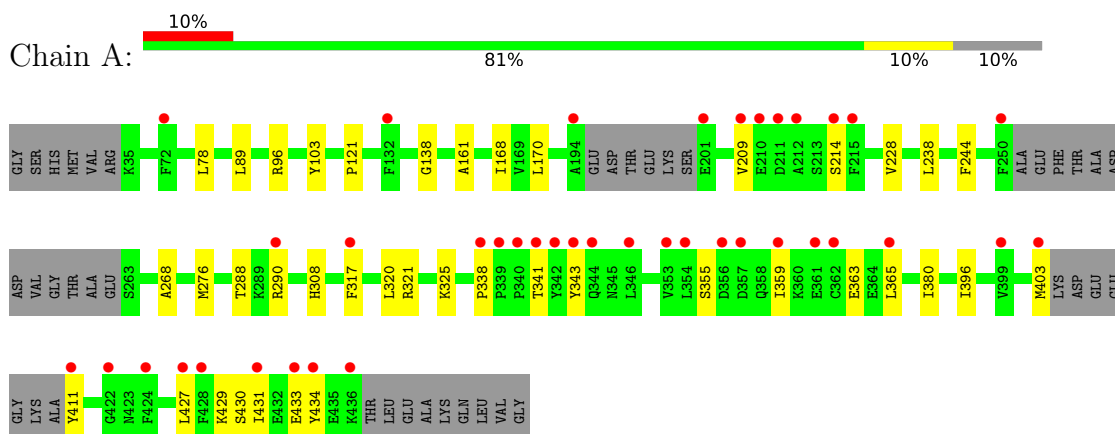 10%
Chain A:
81% 10% 10%
GLY SER HIS MET VAL ARG K35 F72 L78 L89 R96 Y103 P121 F132 G138 A161 I168 V169 L170 A194 GLU ASP THR GLU LYS SER E201 V209 E210 D211 A212 S213 S214 F215 V228 L238 F244 F250 ALA GLU PHE THR ALA ASP
ASP VAL GLY THR ALA GLU S263 A268 M276 T288 K289 R290 H308 F317 L320 R321 K325 P338 P339 P340 T341 Y342 Y343 Q344 N345 L346 V353 L354 S355 D356 D357 Q358 I359 K360 E361 C362 E363 E364 L365 I380 I396 V399 M403 LYS ASP GLU GLU
GLY LYS ALA Y411 G422 N423 F424 L427 F428 K429 S430 I431 E432 E433 Y434 E435 K436 THR LEU GLU ALA LYS GLN LEU VAL GLY